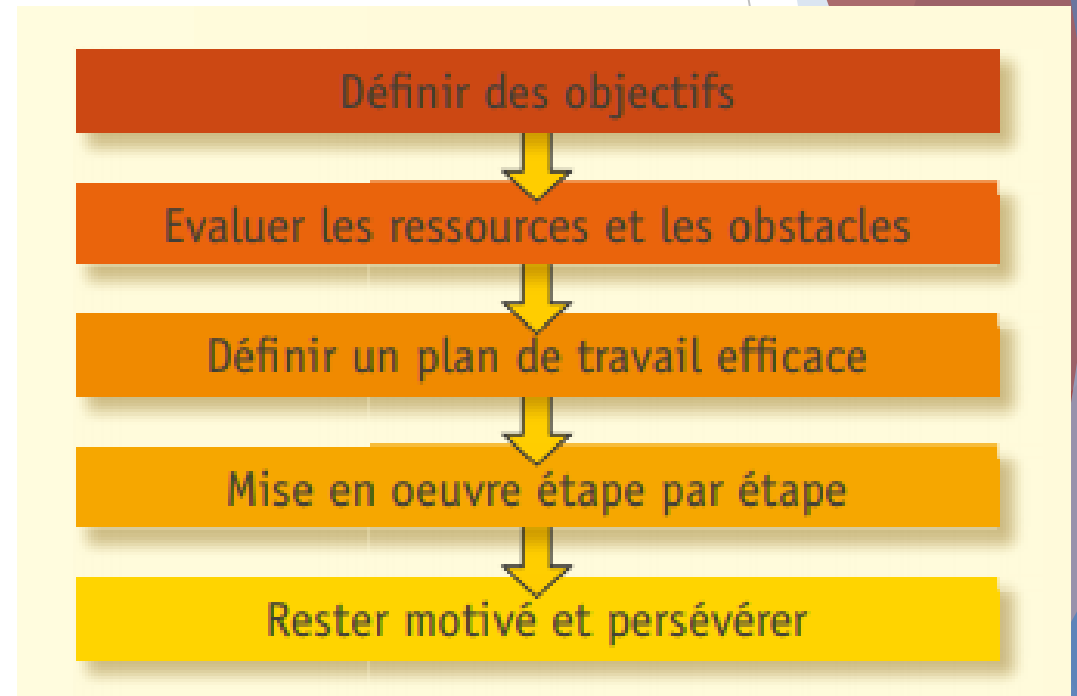 Définir des objectifs
Evaluer les ressources et les obstacles
Définir un plan de travail efficace
Mise en oeuvre étape par étape
Rester motivé et persévérer